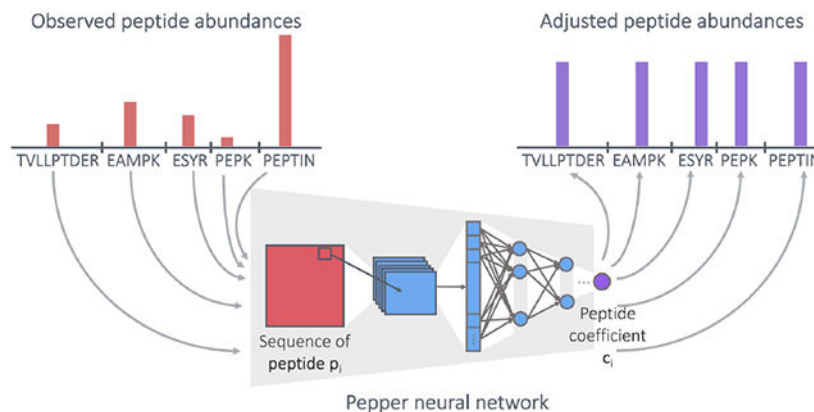 Observed peptide abundances
Adjusted peptide abundances
TVLLPTDER EAMPK ESYR PEPK PEPTIN
TVLLPTDER EAMPK ESYR PEPK PEPTIN
Sequence of
peptide pᵢ
...
...
Peptide
coefficient
cᵢ
Pepper neural network